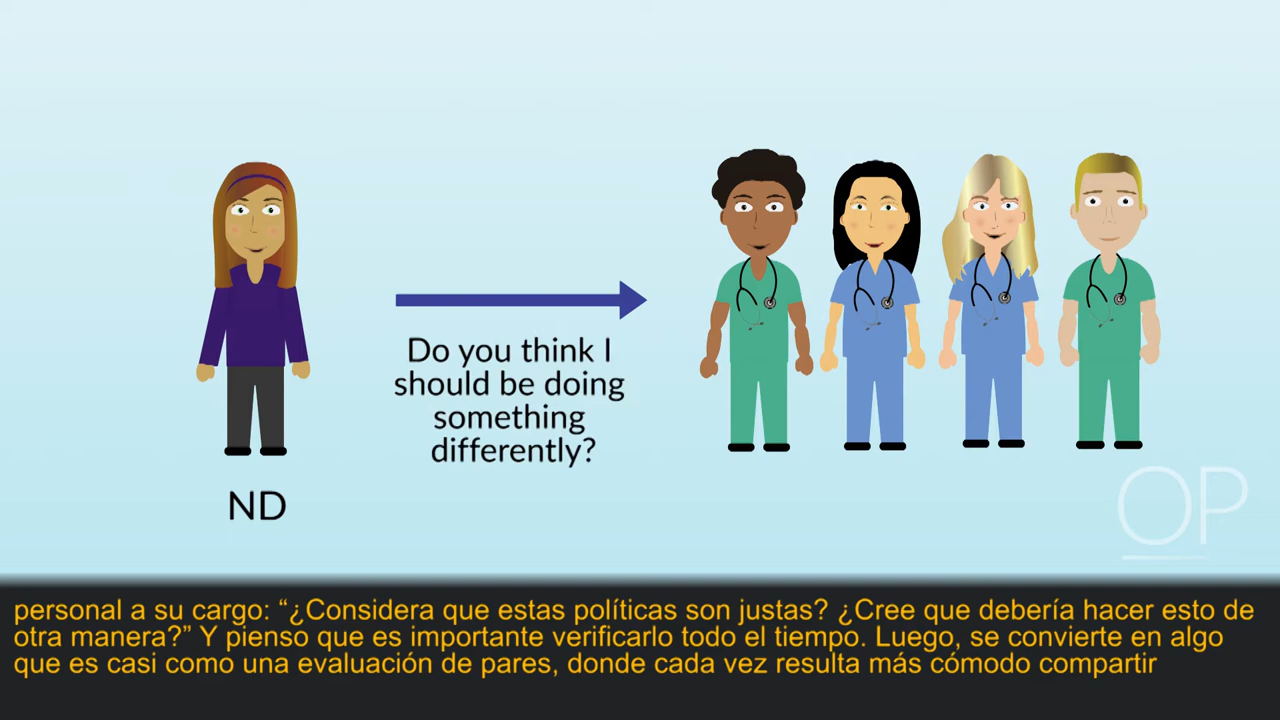 Do you think I
should be doing
something
differently?
ND
OP
personal a su cargo: “¿Considera que estas políticas son justas? ¿Cree que debería hacer esto de
otra manera?” Y pienso que es importante verificarlo todo el tiempo. Luego, se convierte en algo
que es casi como una evaluación de pares, donde cada vez resulta más cómodo compartir